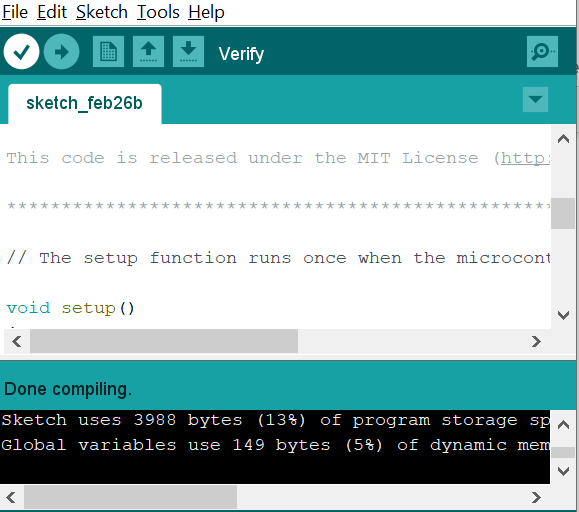 File Edit Sketch Tools Help
Verify
sketch_feb26b
This code is released under the MIT License (http:
**************************************************
// The setup function runs once when the microcont
void setup()
Done compiling.
Sketch uses 3988 bytes (13%) of program storage sp
Global variables use 149 bytes (5%) of dynamic mem